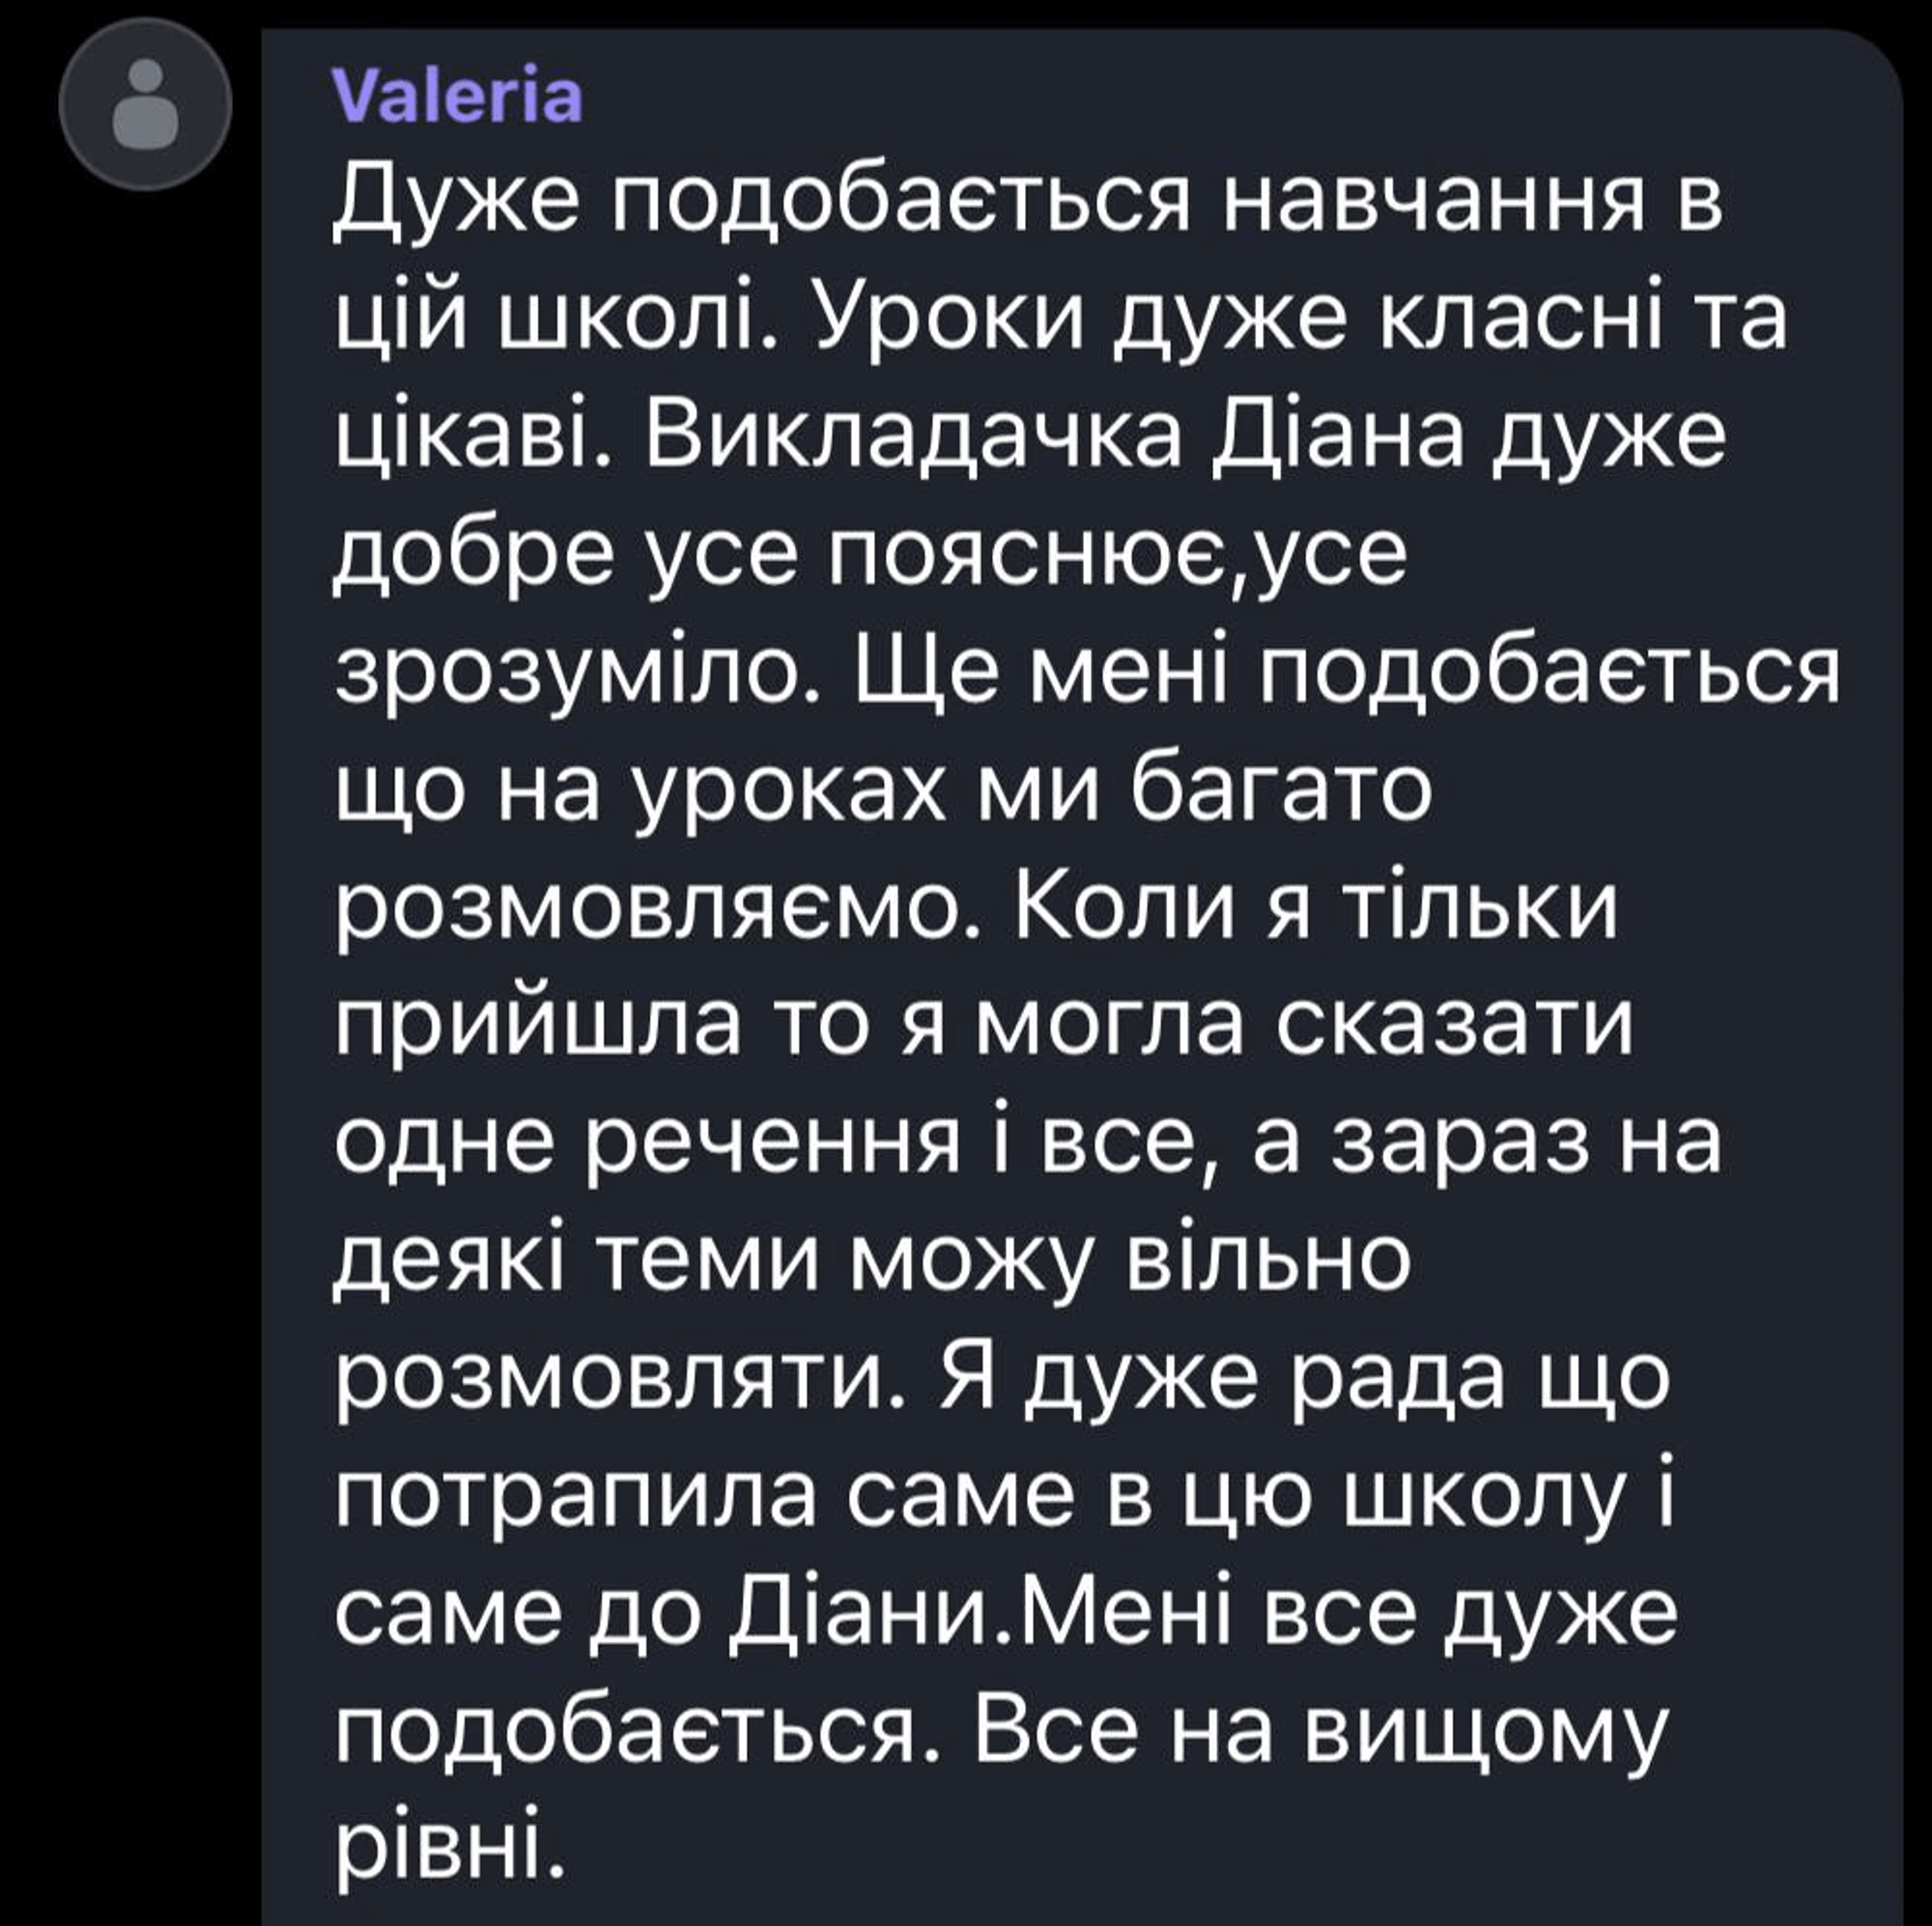 Valeria
Дуже подобається навчання в
цій школі. Уроки дуже класні та
цікаві. Викладачка Діана дуже
добре усе пояснює,усе
зрозуміло. Ще мені подобається
що на уроках ми багато
розмовляємо. Коли я тільки
прийшла то я могла сказати
одне речення і все, а зараз на
деякі теми можу вільно
розмовляти. Я дуже рада що
потрапила саме в цю школу і
саме до Діани.Мені все дуже
подобається. Все на вищому
рівні.